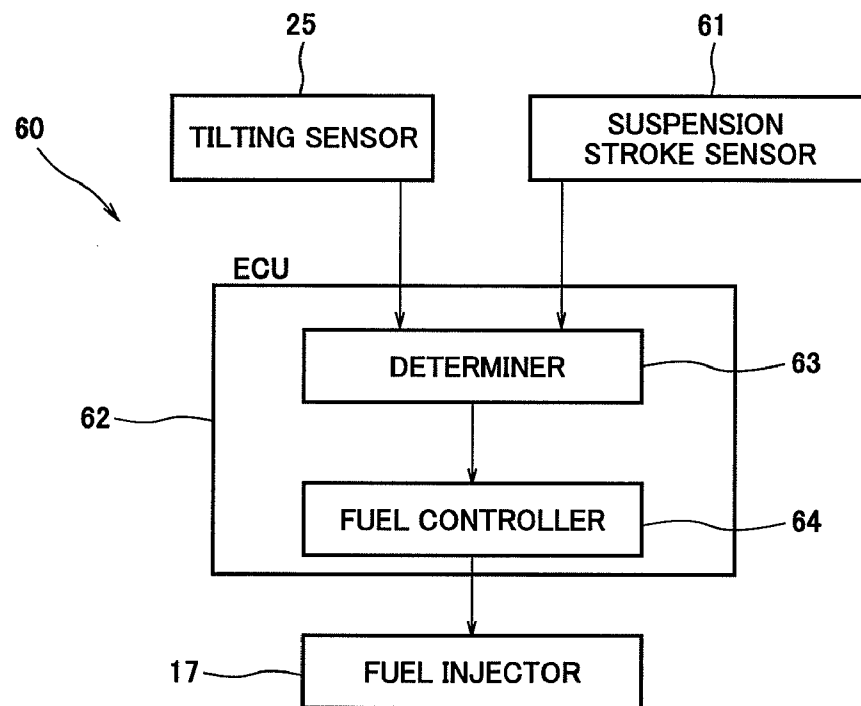 25
61
60
TILTING SENSOR
SUSPENSION
STROKE SENSOR
ECU
DETERMINER
63
62
FUEL CONTROLLER
64
17
FUEL INJECTOR